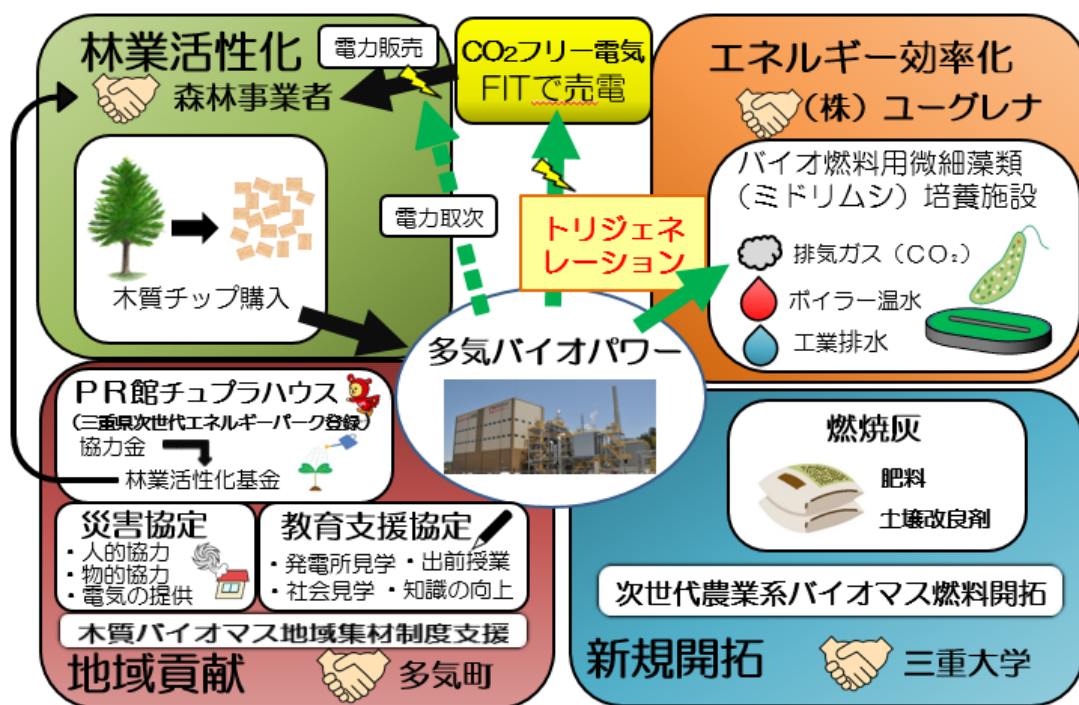 林業活性化
森林事業者
電力販売
CO₂フリー電気
FITで売電
電力取次
木質チップ購入
トリジェネ
レーション
エネルギー効率化
(株)ユーグレナ
バイオ燃料用微細藻類
(ミドリムシ)培養施設
排気ガス(CO₂)
ボイラー温水
工業排水
多気バイオパワー
PR館チュプラハウス
(三重県次世代エネルギーパーク登録)
協力金
林業活性化基金
災害協定
・人的協力
・物的協力
・電気の提供
教育支援協定
・発電所見学 ・出前授業
・社会見学 ・知識の向上
木質バイオマス地域集材制度支援
地域貢献
多気町
燃焼灰
肥料
土壌改良剤
次世代農業系バイオマス燃料開拓
新規開拓
三重大学